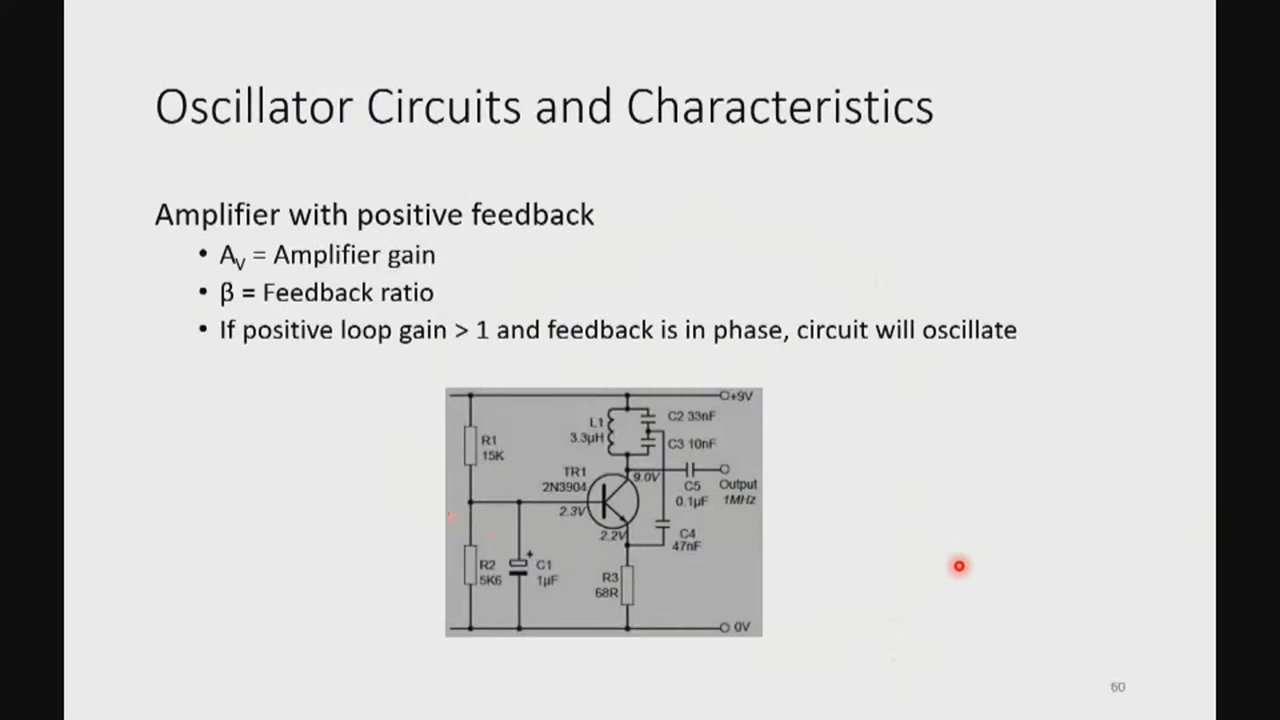 Oscillator Circuits and Characteristics
Amplifier with positive feedback
• AV = Amplifier gain
• β = Feedback ratio
• If positive loop gain > 1 and feedback is in phase, circuit will oscillate
+9V
L1
3.3µH
C2 33nF
C3 10nF
R1
15K
TR1
2N3904
9.0V
C5
0.1µF
Output
1MHz
2.3V
2.2V
C4
47nF
R2
5K6
+
C1
1µF
R3
68R
0V
60